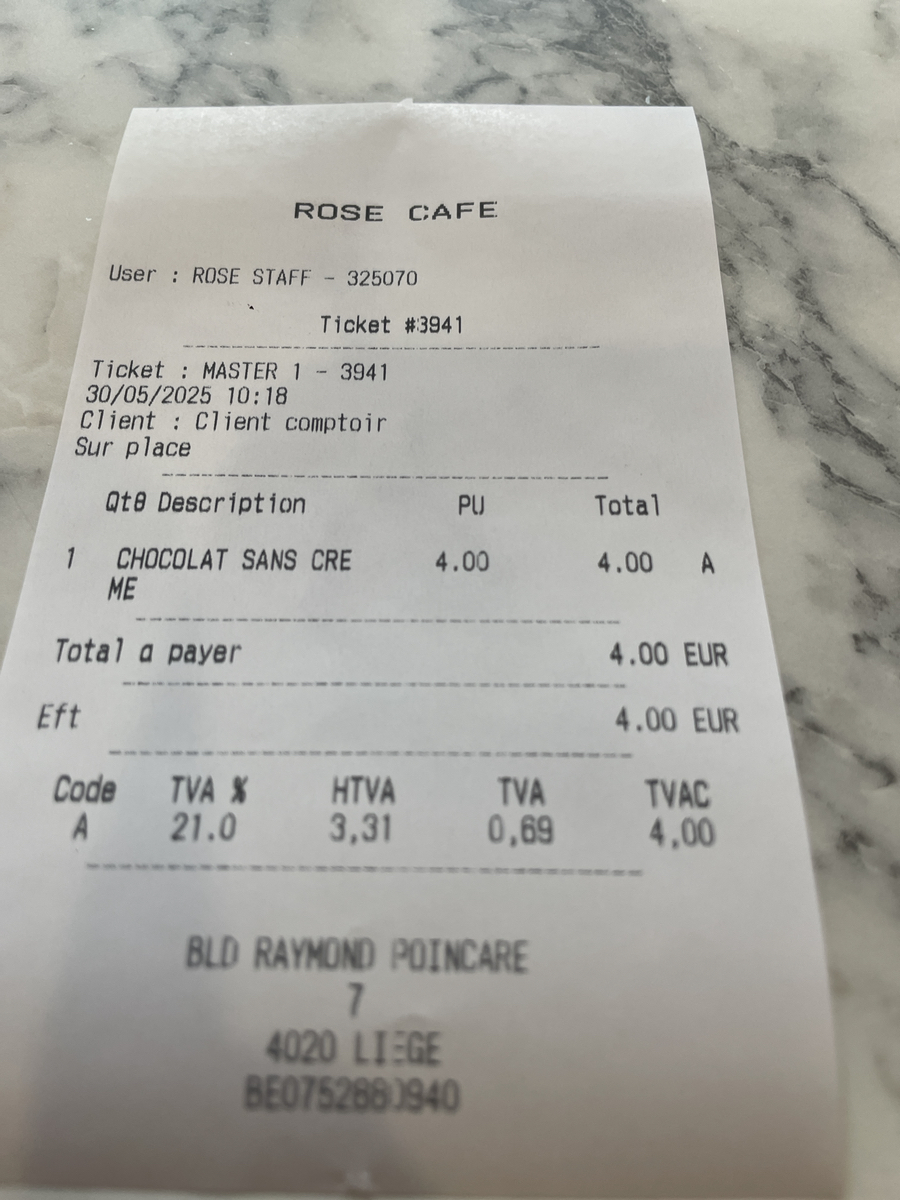 ROSE CAFE
User : ROSE STAFF - 325070
Ticket #3941
Ticket : MASTER 1 - 3941
30/05/2025 10:18
Client : Client comptoir
Sur place
Qt@ Description PU Total
1 CHOCOLAT SANS CRE 4.00 4.00 A
ME
Total a payer 4.00 EUR
Eft 4.00 EUR
Code TVA % HTVA TVA TVAC
A 21.0 3,31 0,69 4,00
BLD RAYMOND POINCARE
7
4020 LIEGE